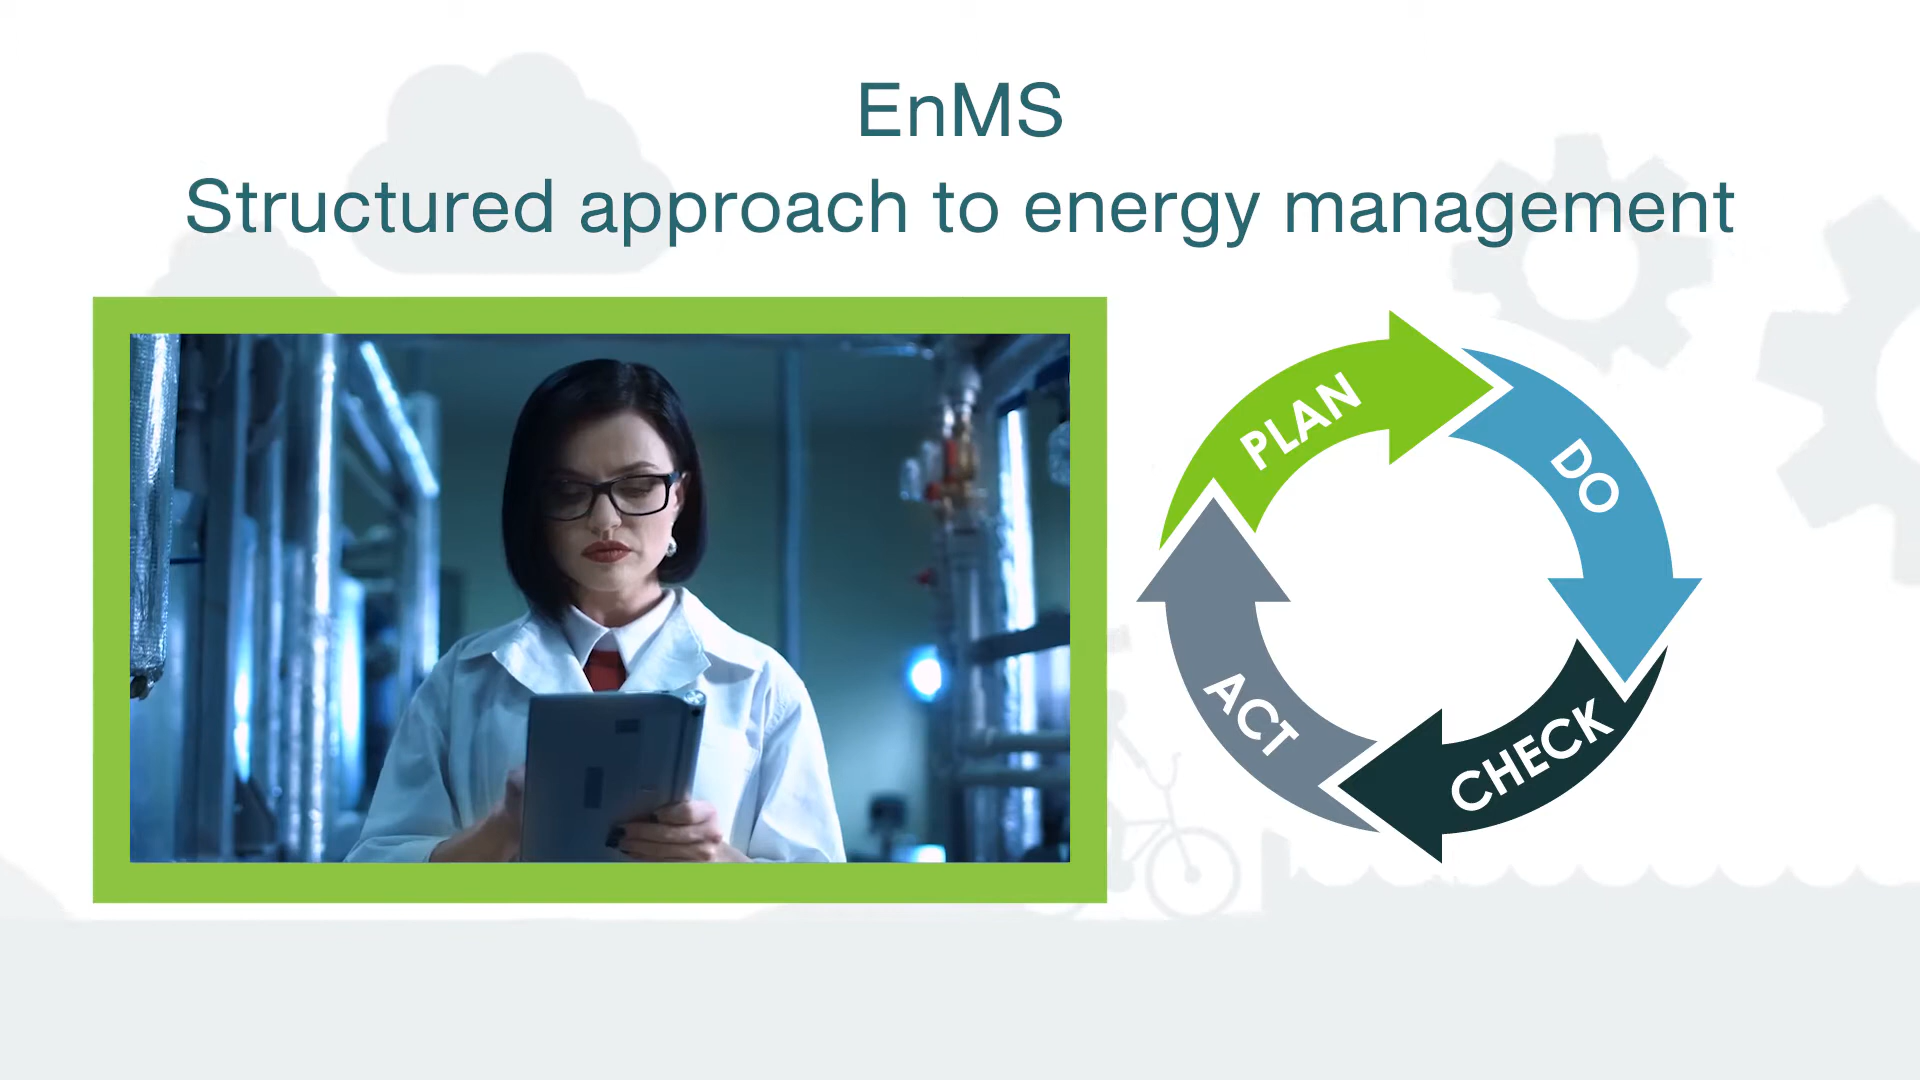 EnMS
Structured approach to energy management
PLAN
DO
CHECK
ACT